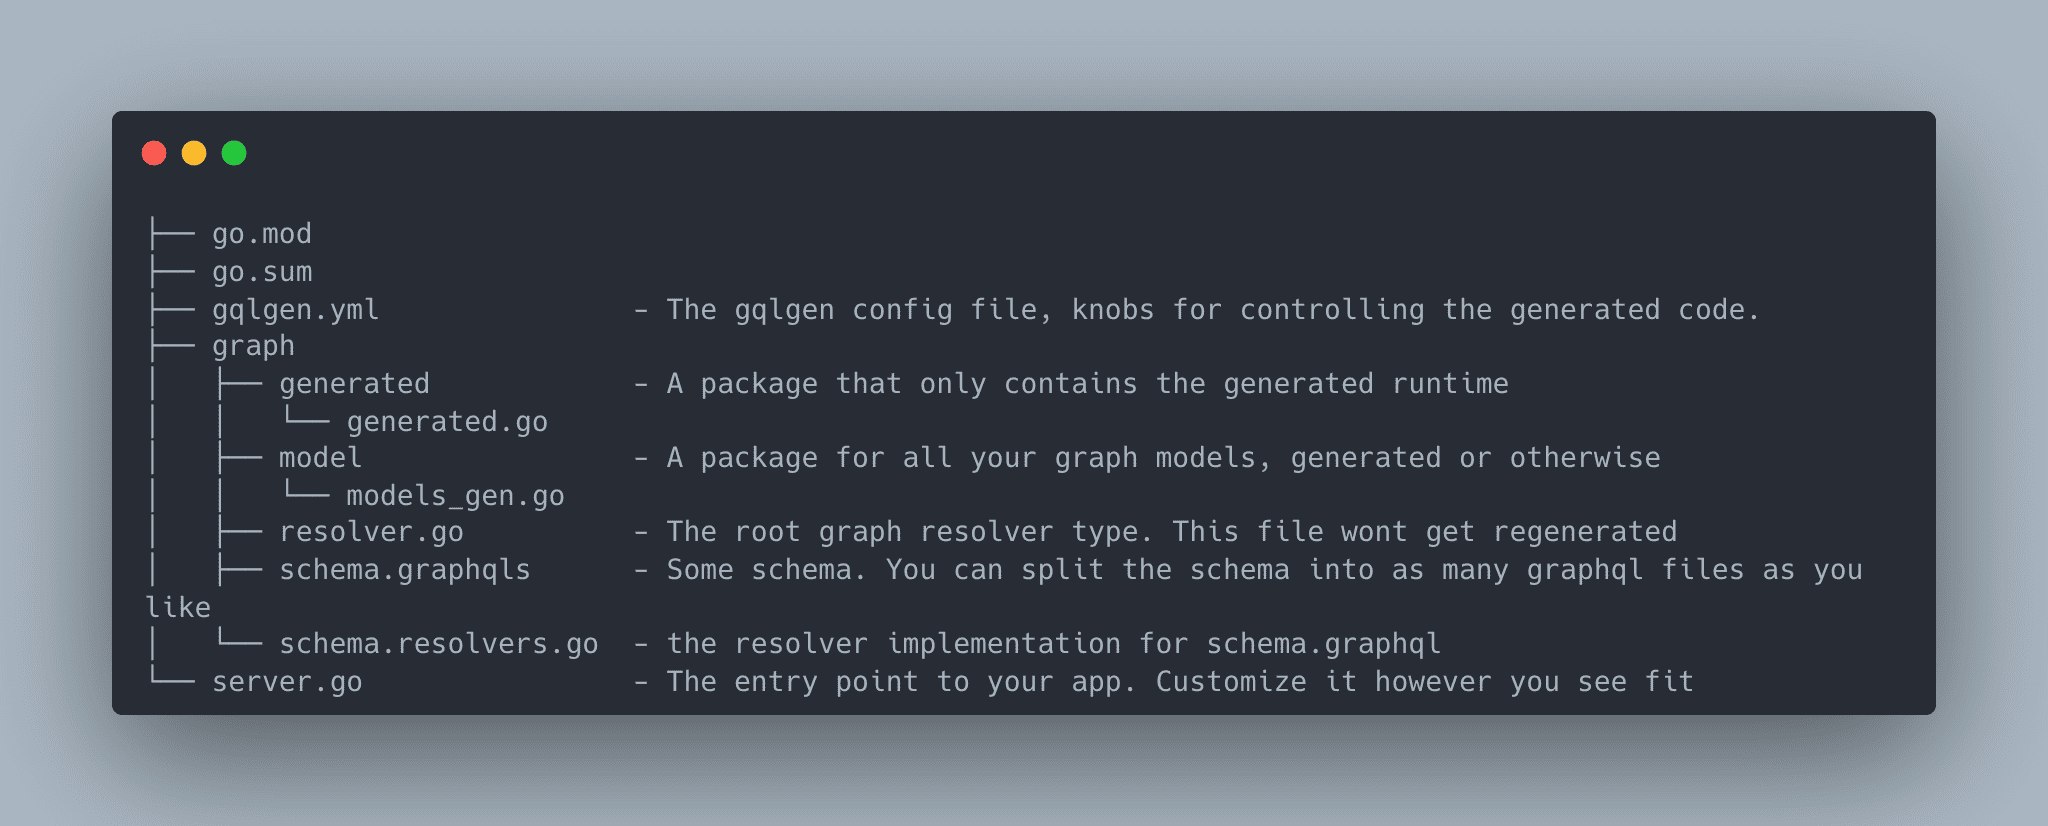 ├── go.mod
├── go.sum
├── gqlgen.yml               - The gqlgen config file, knobs for controlling the generated code.
├── graph
│   ├── generated            - A package that only contains the generated runtime
│   │   └── generated.go
│   ├── model                - A package for all your graph models, generated or otherwise
│   │   └── models_gen.go
│   ├── resolver.go          - The root graph resolver type. This file wont get regenerated
│   ├── schema.graphqls      - Some schema. You can split the schema into as many graphql files as you
like
│   └── schema.resolvers.go  - the resolver implementation for schema.graphql
└── server.go                - The entry point to your app. Customize it however you see fit